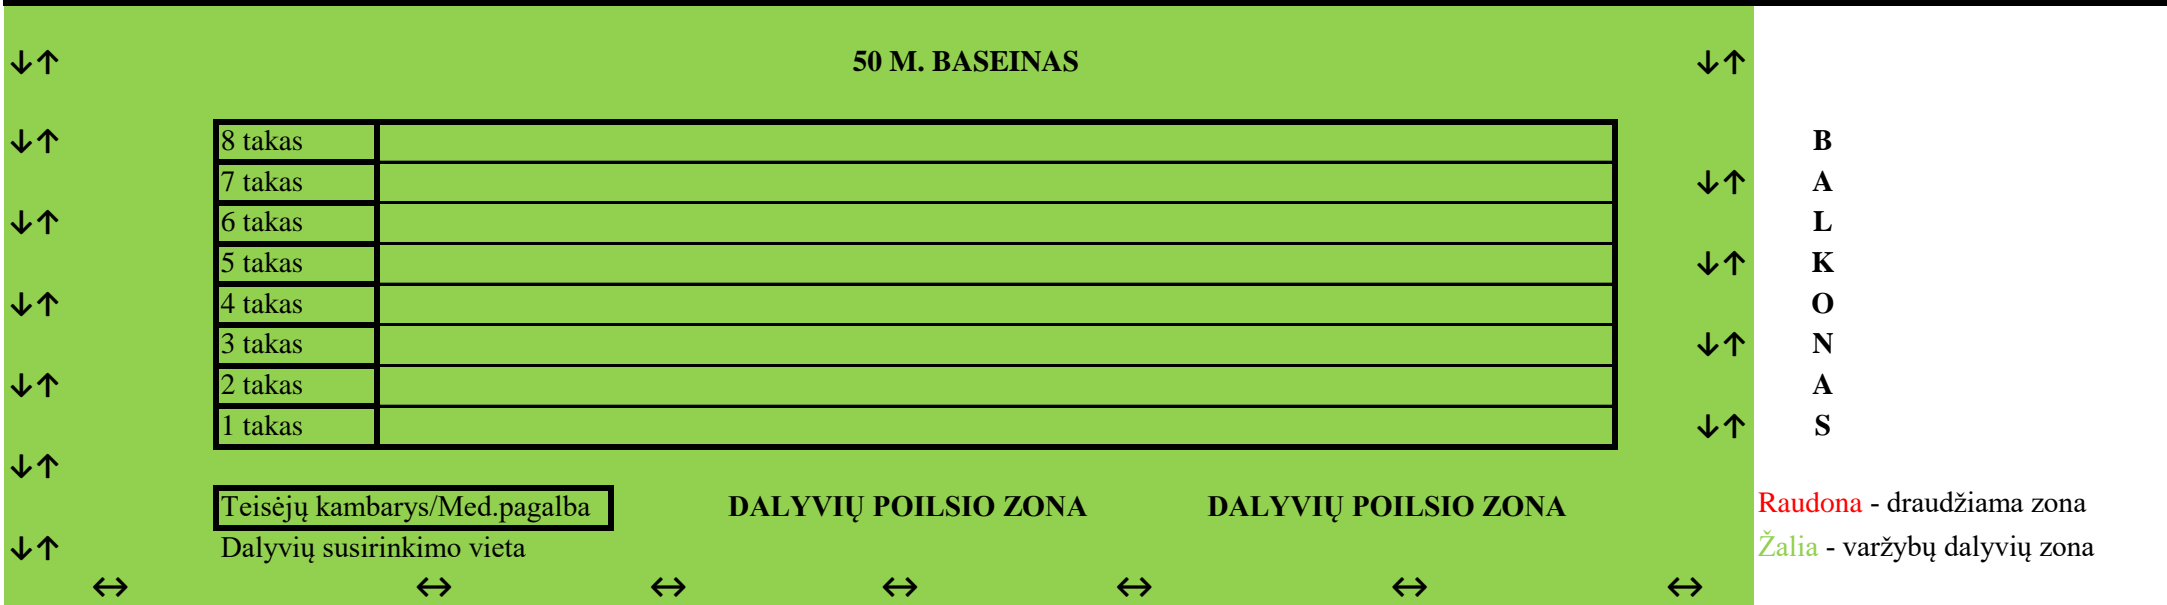 ↓↑ 50 M. BASEINAS ↓↑
↓↑ 8 takas B
7 takas ↓↑ A
↓↑ 6 takas L
5 takas ↓↑ K
↓↑ 4 takas O
3 takas ↓↑ N
↓↑ 2 takas A
1 takas ↓↑ S
↓↑
Teisėjų kambarys/Med.pagalba DALYVIŲ POILSIO ZONA DALYVIŲ POILSIO ZONA Raudona - draudžiama zona
↓↑ Dalyvių susirinkimo vieta Žalia - varžybų dalyvių zona
↔ ↔ ↔ ↔ ↔ ↔ ↔